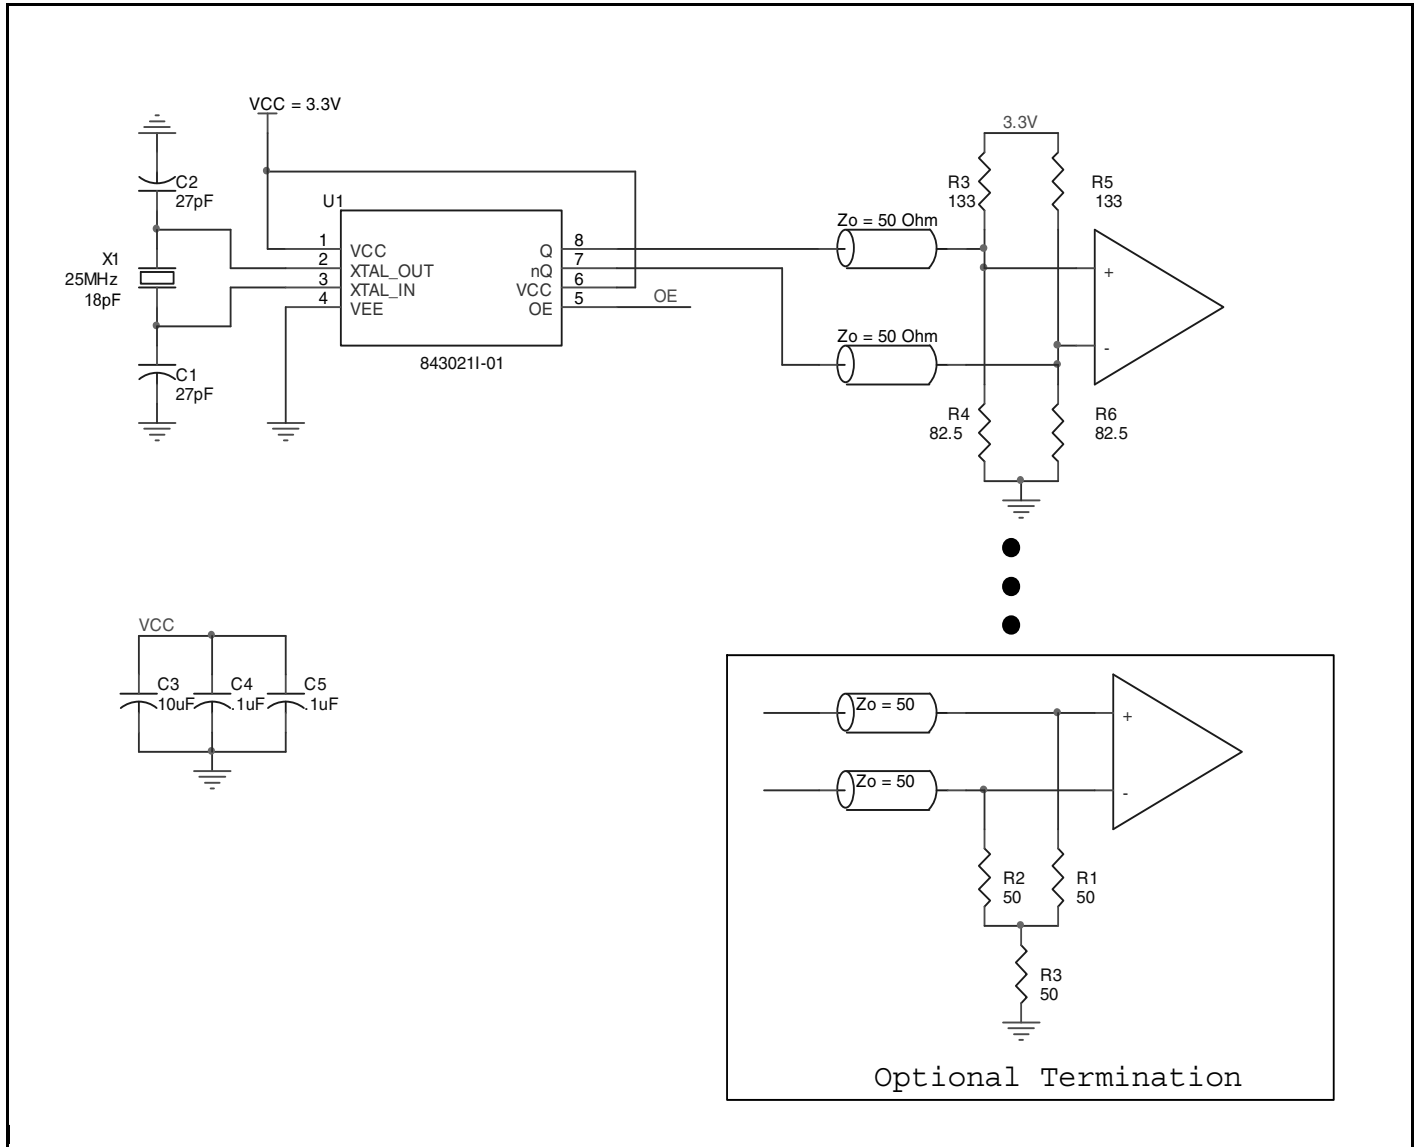 VCC = 3.3V
3.3V
C2
27pF
R3
133
R5
133
U1
Zo = 50 Ohm
X1
25MHz
18pF
1
2
3
4
VCC
XTAL_OUT
XTAL_IN
VEE
Q
nQ
VCC
OE
8
7
6
5
OE
+
-
Zo = 50 Ohm
843021I-01
C1
27pF
R4
82.5
R6
82.5
VCC
C3
10uF
C4
.1uF
C5
.1uF
Zo = 50
+
Zo = 50
-
R2
50
R1
50
R3
50
Optional Termination